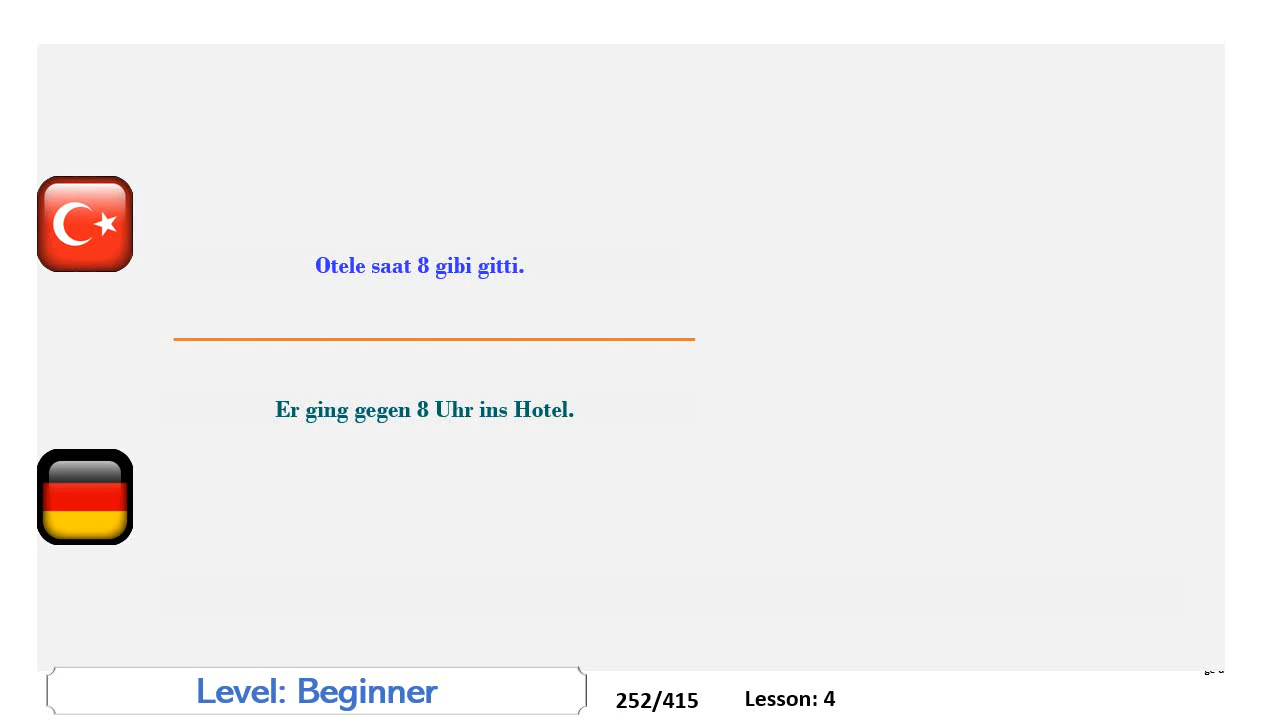 Otele saat 8 gibi gitti.
Er ging gegen 8 Uhr ins Hotel.
Level: Beginner
252/415
Lesson: 4